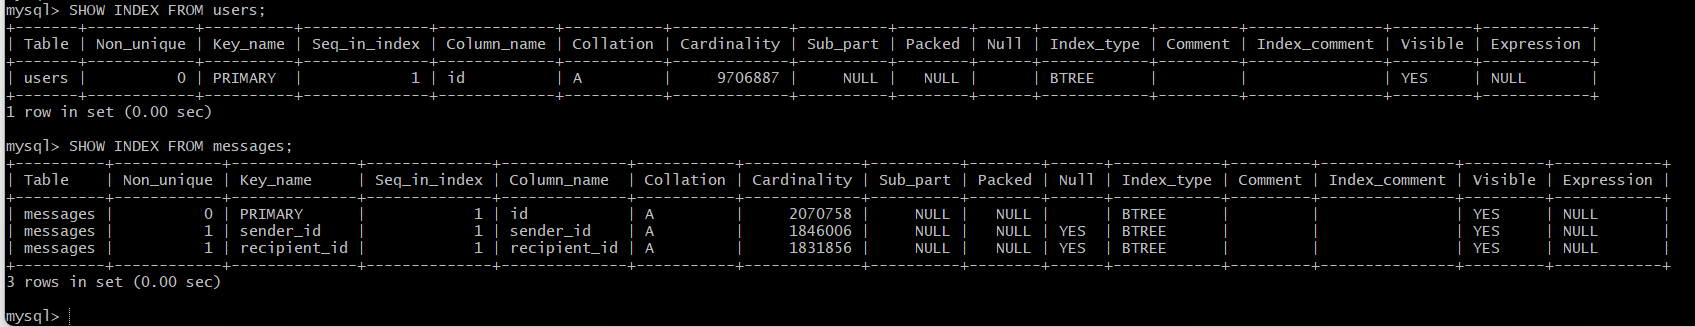 mysql> SHOW INDEX FROM users;
+-------+------------+----------+--------------+-------------+-----------+-------------+----------+--------+------+------------+---------+---------------+---------+------------+
| Table | Non_unique | Key_name | Seq_in_index | Column_name | Collation | Cardinality | Sub_part | Packed | Null | Index_type | Comment | Index_comment | Visible | Expression |
+-------+------------+----------+--------------+-------------+-----------+-------------+----------+--------+------+------------+---------+---------------+---------+------------+
| users |          0 | PRIMARY  |            1 | id          | A         |     9706887 |     NULL |   NULL |      | BTREE      |         |               | YES     | NULL       |
+-------+------------+----------+--------------+-------------+-----------+-------------+----------+--------+------+------------+---------+---------------+---------+------------+
1 row in set (0.00 sec)
mysql> SHOW INDEX FROM messages;
+----------+------------+--------------+--------------+--------------+-----------+-------------+----------+--------+------+------------+---------+---------------+---------+------------+
| Table    | Non_unique | Key_name     | Seq_in_index | Column_name  | Collation | Cardinality | Sub_part | Packed | Null | Index_type | Comment | Index_comment | Visible | Expression |
+----------+------------+--------------+--------------+--------------+-----------+-------------+----------+--------+------+------------+---------+---------------+---------+------------+
| messages |          0 | PRIMARY      |            1 | id           | A         |     2070758 |     NULL |   NULL |      | BTREE      |         |               | YES     | NULL       |
| messages |          1 | sender_id    |            1 | sender_id    | A         |     1846006 |     NULL |   NULL | YES  | BTREE      |         |               | YES     | NULL       |
| messages |          1 | recipient_id |            1 | recipient_id | A         |     1831856 |     NULL |   NULL | YES  | BTREE      |         |               | YES     | NULL       |
+----------+------------+--------------+--------------+--------------+-----------+-------------+----------+--------+------+------------+---------+---------------+---------+------------+
3 rows in set (0.00 sec)
mysql>